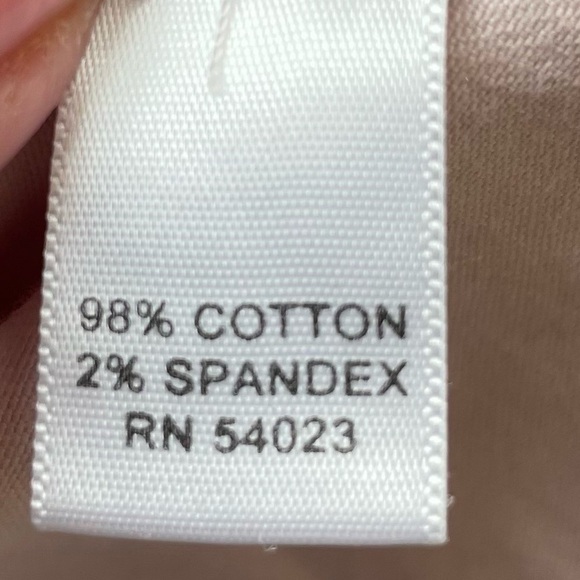 98% COTTON
2% SPANDEX
RN 54023